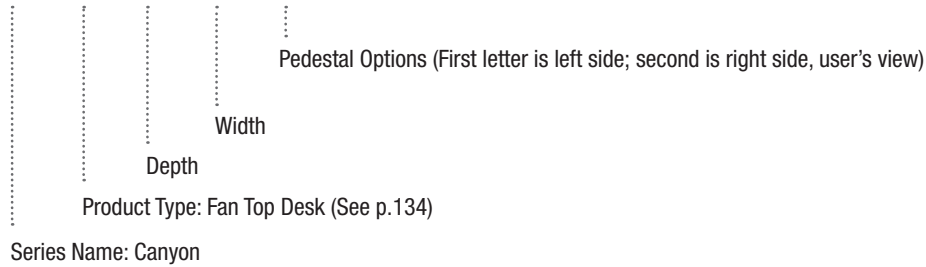 Pedestal Options (First letter is left side; second is right side, user’s view)
Width
Depth
Product Type: Fan Top Desk (See p.134)
Series Name: Canyon